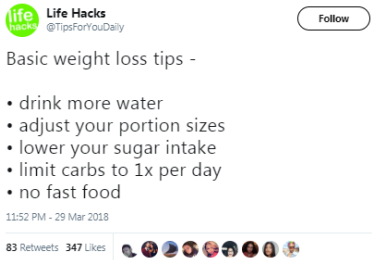 life
hacks
Life Hacks
@TipsForYouDaily
Follow
Basic weight loss tips -
• drink more water
• adjust your portion sizes
• lower your sugar intake
• limit carbs to 1x per day
• no fast food
11:52 PM - 29 Mar 2018
83 Retweets 347 Likes